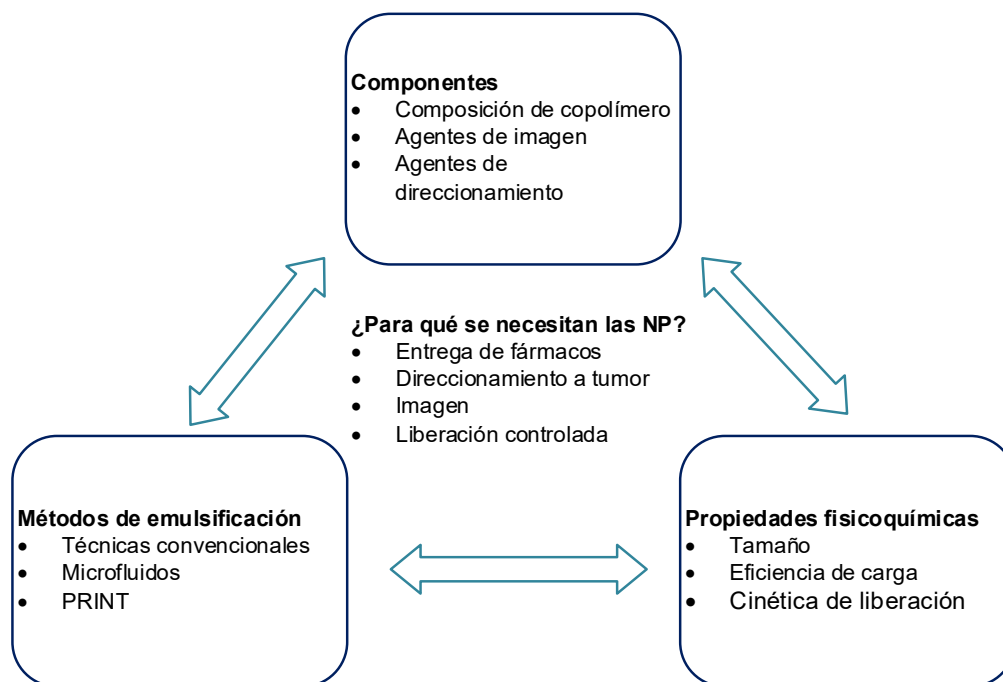 Componentes
• Composición de copolímero
• Agentes de imagen
• Agentes de
direccionamiento
¿Para qué se necesitan las NP?
• Entrega de fármacos
• Direccionamiento a tumor
• Imagen
• Liberación controlada
Métodos de emulsificación
• Técnicas convencionales
• Microfluidos
• PRINT
Propiedades fisicoquímicas
• Tamaño
• Eficiencia de carga
• Cinética de liberación